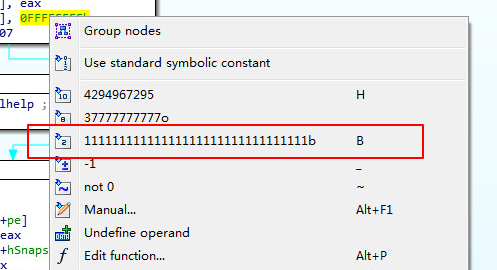 ], eax
], 0FFFFFFFFh
07
Group nodes
Use standard symbolic constant
4294967295 H
37777777777o
lhelp ;
11111111111111111111111111111111b B
-1 _
not 0 ~
Manual... Alt+F1
+pe]
Undefine operand
eax
+hSnaps
Edit function... Alt+P